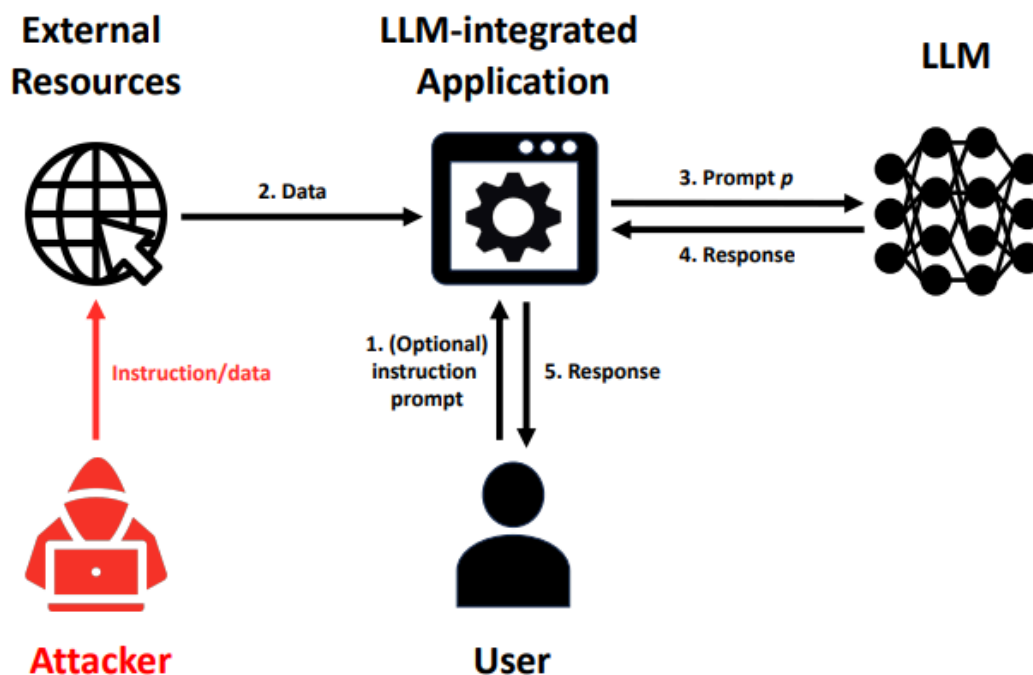 External
Resources
LLM-integrated
Application
LLM
2. Data
3. Prompt p
4. Response
Instruction/data
1. (Optional)
instruction
prompt
5. Response
Attacker
User